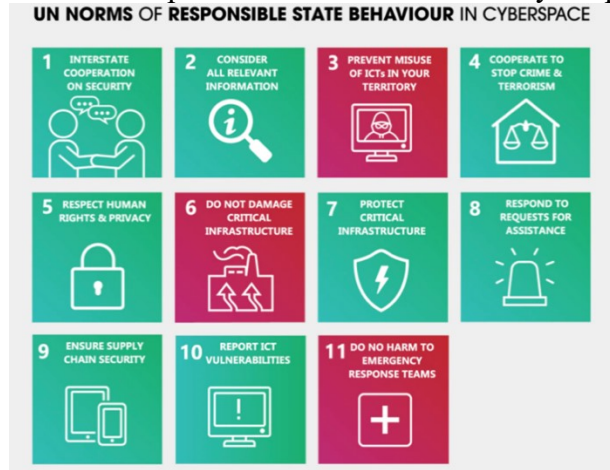 UN NORMS OF RESPONSIBLE STATE BEHAVIOUR IN CYBERSPACE
1 INTERSTATE
COOPERATION
ON SECURITY
2 CONSIDER
ALL RELEVANT
INFORMATION
i
3 PREVENT MISUSE
OF ICTs IN YOUR
TERRITORY
4 COOPERATE TO
STOP CRIME &
TERRORISM
5 RESPECT HUMAN
RIGHTS & PRIVACY
6 DO NOT DAMAGE
CRITICAL
INFRASTRUCTURE
7 PROTECT
CRITICAL
INFRASTRUCTURE
8 RESPOND TO
REQUESTS FOR
ASSISTANCE
9 ENSURE SUPPLY
CHAIN SECURITY
10 REPORT ICT
VULNERABILITIES
!
11 DO NO HARM TO
EMERGENCY
RESPONSE TEAMS